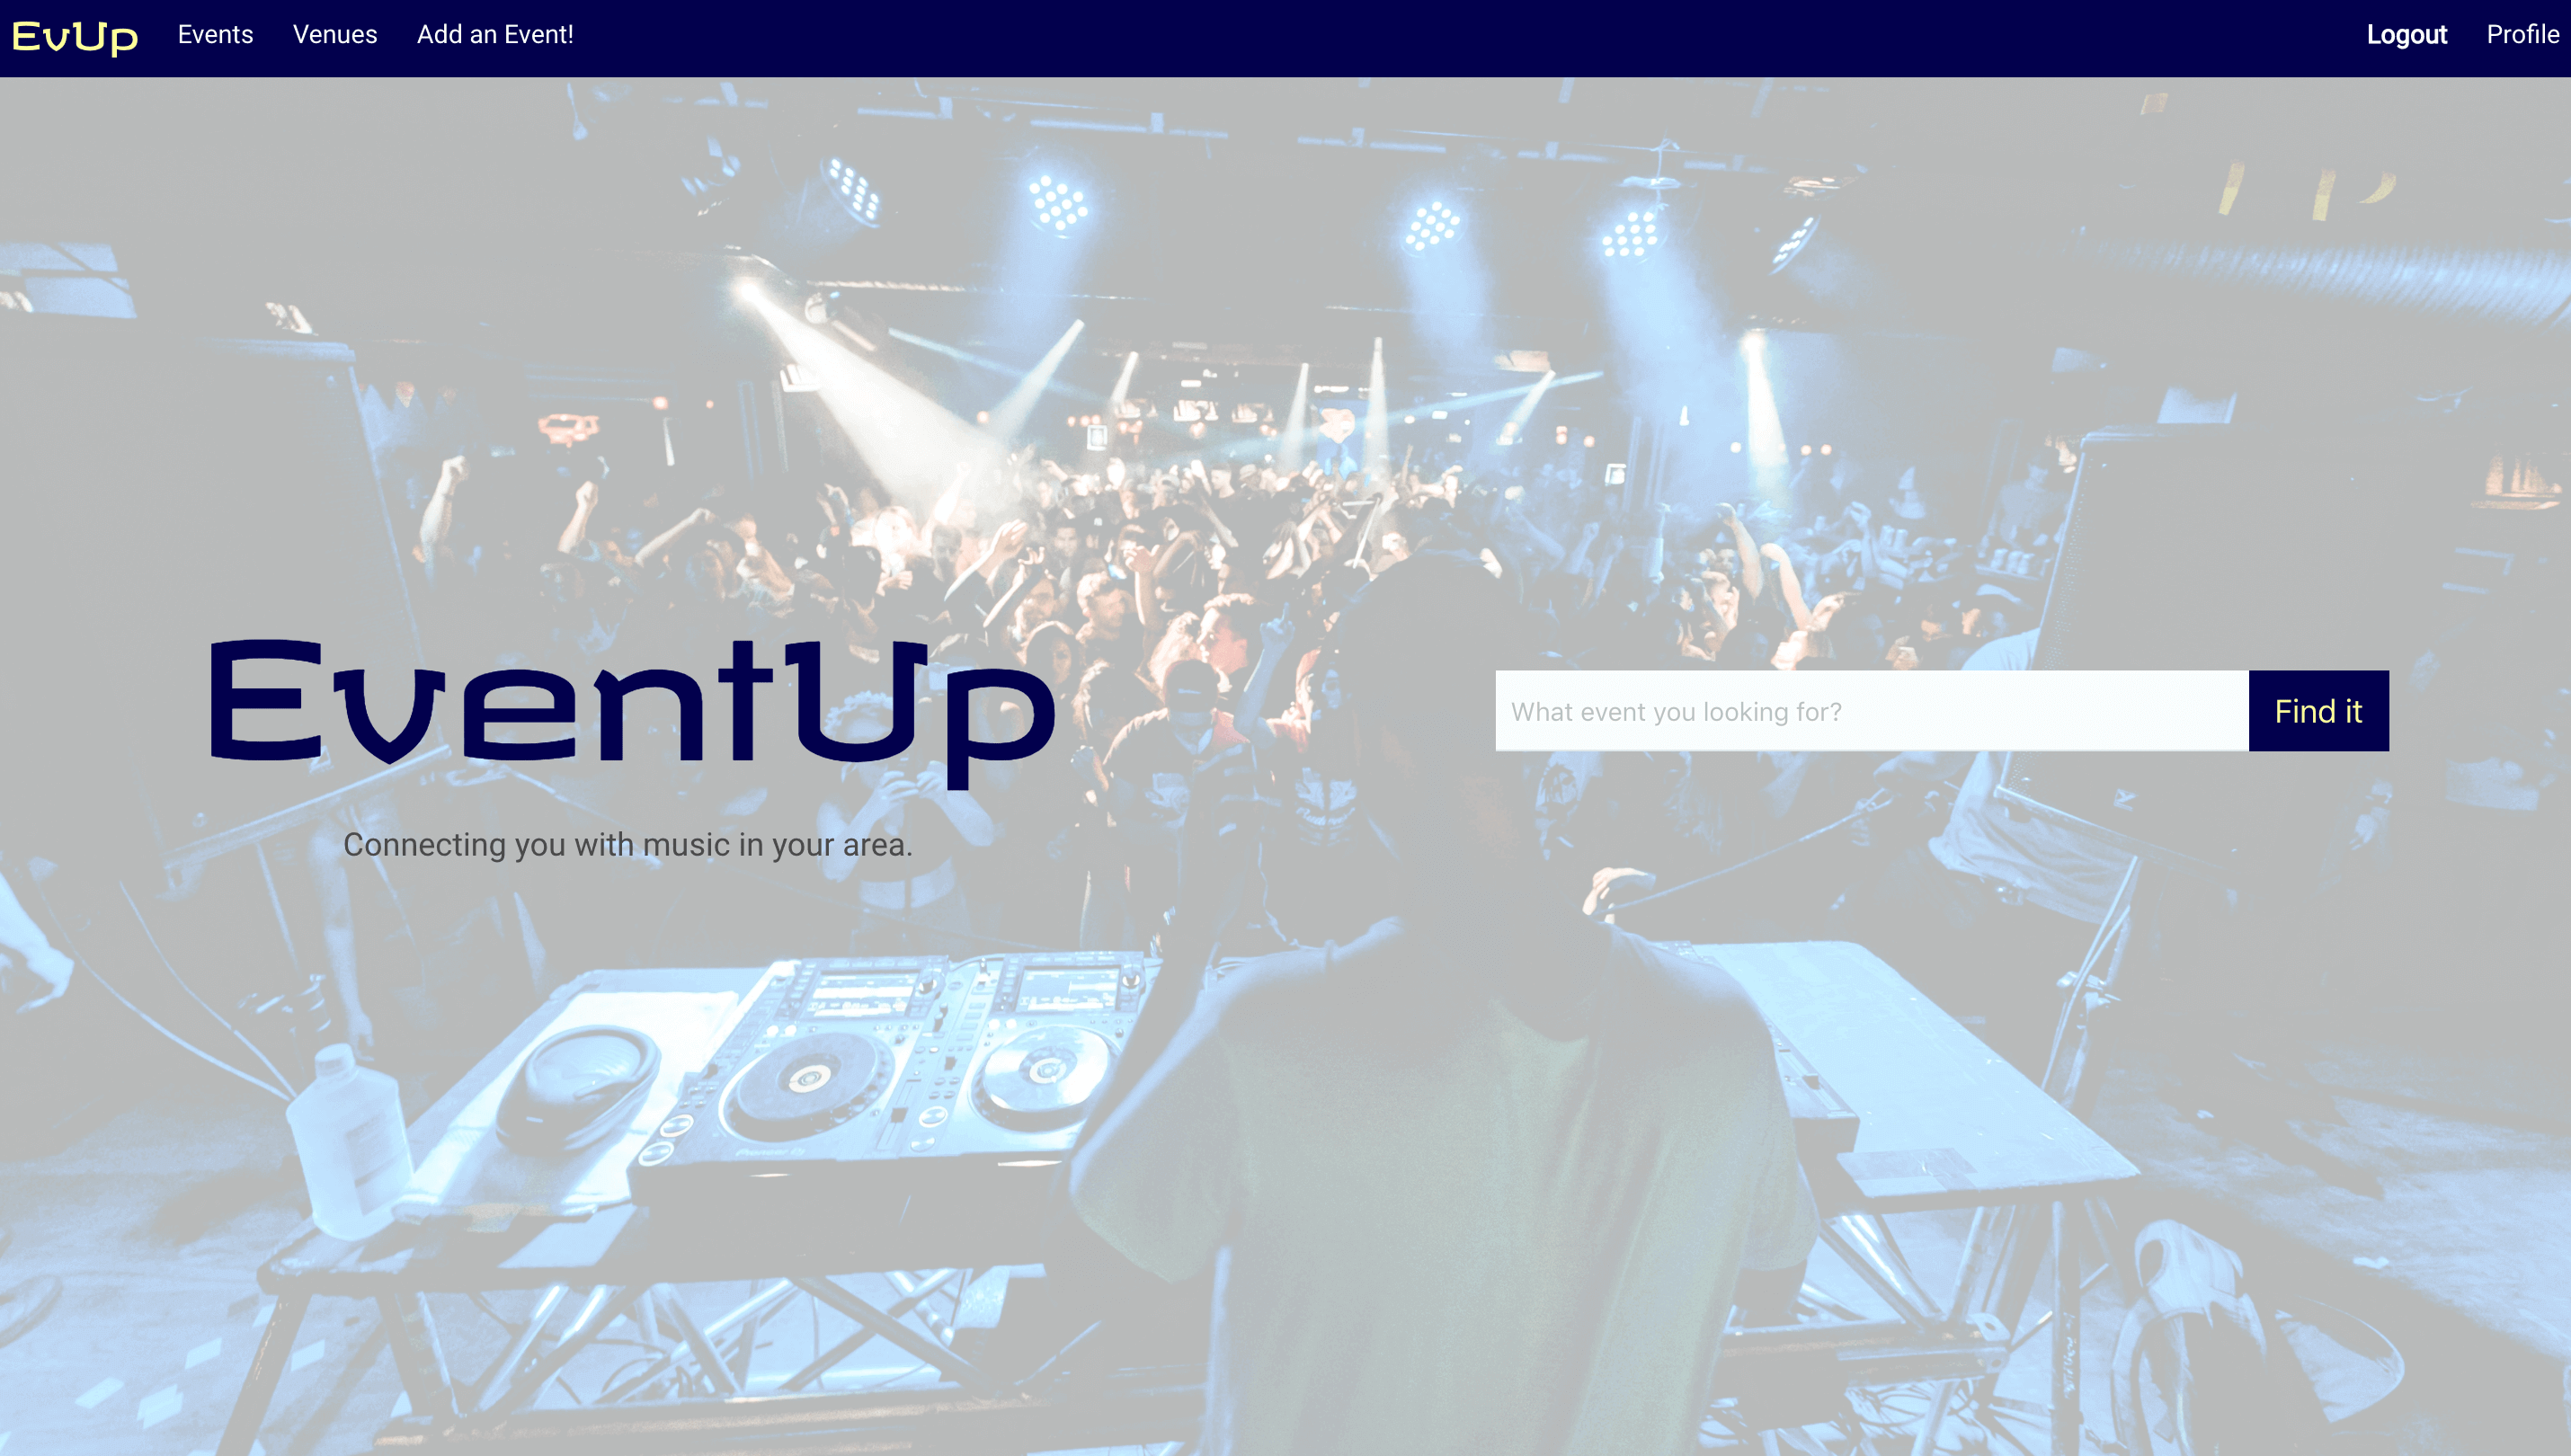 EvUp Events Venues Add an Event! Logout Profile
EventUp
What event you looking for? Find it
Connecting you with music in your area.